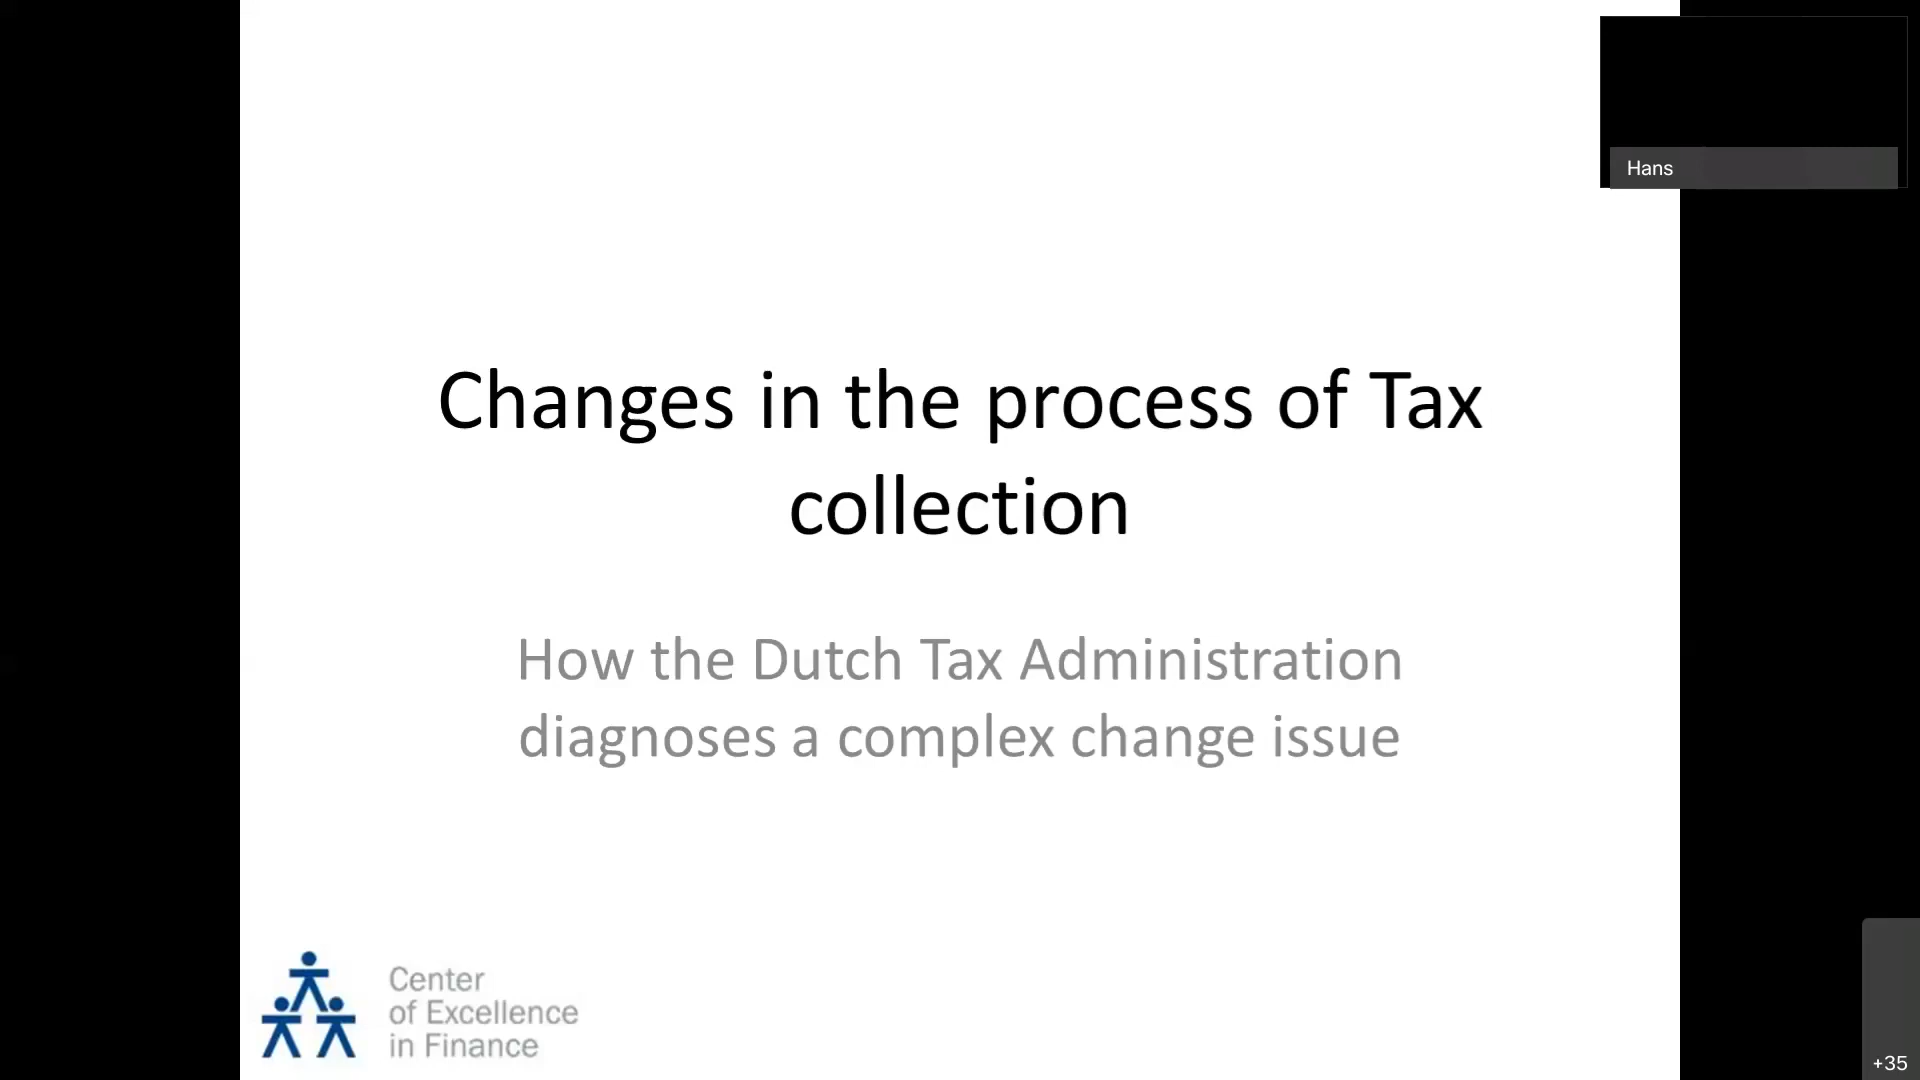 Hans
Changes in the process of Tax
collection
How the Dutch Tax Administration
diagnoses a complex change issue
Center
of Excellence
in Finance
+35